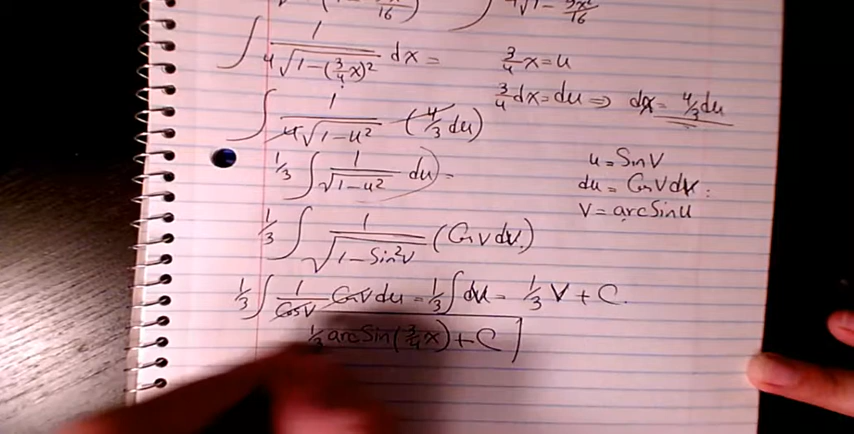 ∫ 1/(4√(1-(3/4 x)²)) dx = 3/4 x = u
3/4 dx = du ⇒ dx = 4/3 du
∫ 1/(4√(1-u²)) (4/3 du)
1/3 ∫ 1/√(1-u²) du) =
u = Sin V
du = Cos V dV
V = arcSin u
1/3 ∫ 1/√(1-Sin²V) (Cos V dV)
1/3 ∫ 1/Cos V Cos V du = 1/3 ∫ dV = 1/3 V + C
1/3 arcSin(3/4 x) + C